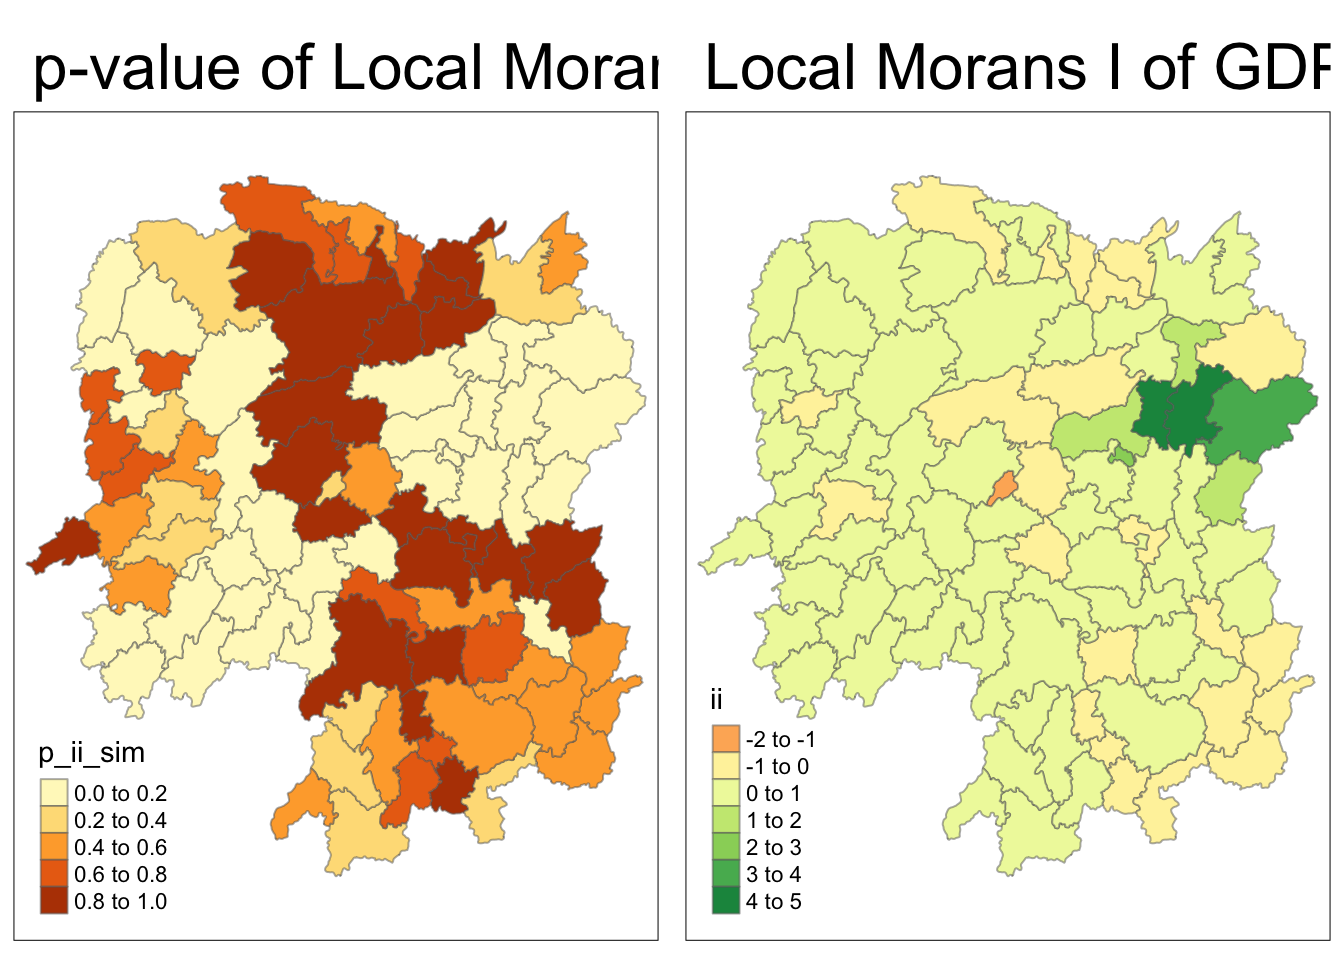 p-value of Local Moran
Local Morans I of GDP
p_ii_sim
0.0 to 0.2
0.2 to 0.4
0.4 to 0.6
0.6 to 0.8
0.8 to 1.0
ii
-2 to -1
-1 to 0
0 to 1
1 to 2
2 to 3
3 to 4
4 to 5